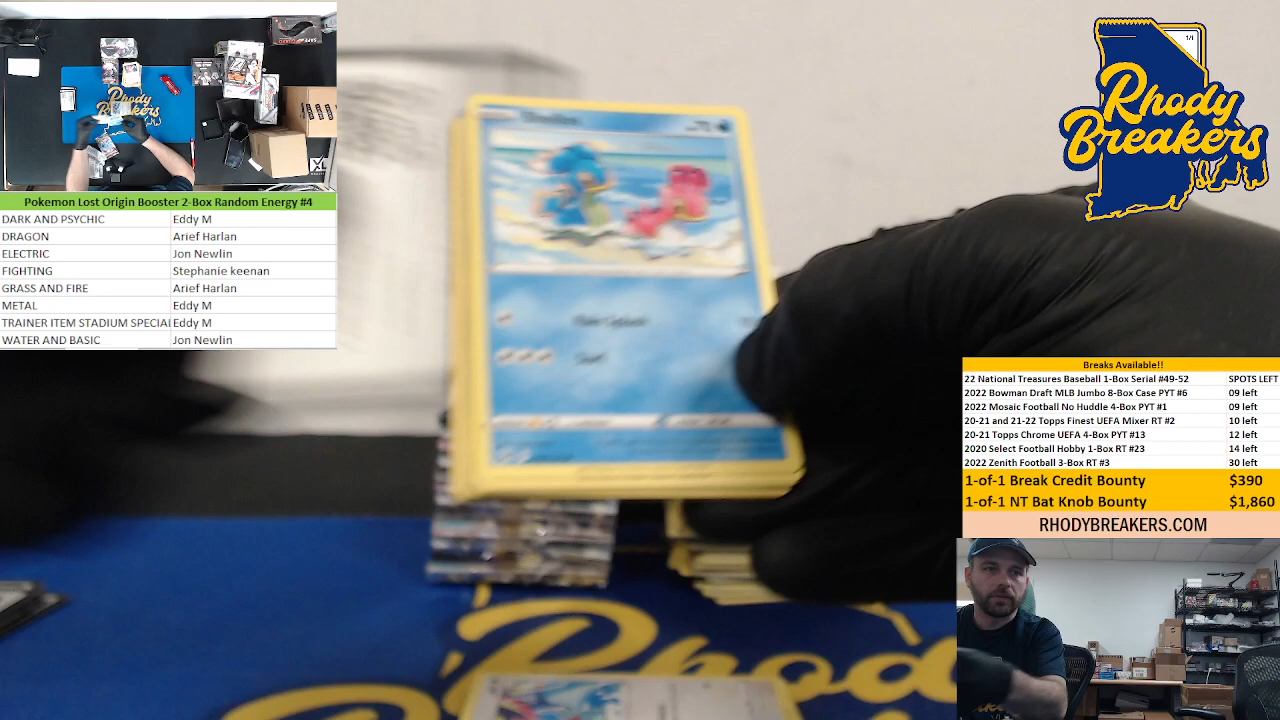 Pokemon Lost Origin Booster 2-Box Random Energy #4
DARK AND PSYCHIC Eddy M
DRAGON Arief Harlan
ELECTRIC Jon Newlin
FIGHTING Stephanie keenan
GRASS AND FIRE Arief Harlan
METAL Eddy M
TRAINER ITEM STADIUM SPECIAL Eddy M
WATER AND BASIC Jon Newlin
1/1
Rhody
Breakers
Breaks Available!!
22 National Treasures Baseball 1-Box Serial #49-52 SPOTS LEFT
2022 Bowman Draft MLB Jumbo 8-Box Case PYT #6 09 left
2022 Mosaic Football No Huddle 4-Box PYT #1 09 left
20-21 and 21-22 Topps Finest UEFA Mixer RT #2 10 left
20-21 Topps Chrome UEFA 4-Box PYT #13 12 left
2020 Select Football Hobby 1-Box RT #23 14 left
2022 Zenith Football 3-Box RT #3 30 left
1-of-1 Break Credit Bounty $390
1-of-1 NT Bat Knob Bounty $1,860
RHODYBREAKERS.COM
Rhody
Breakers
Rhody